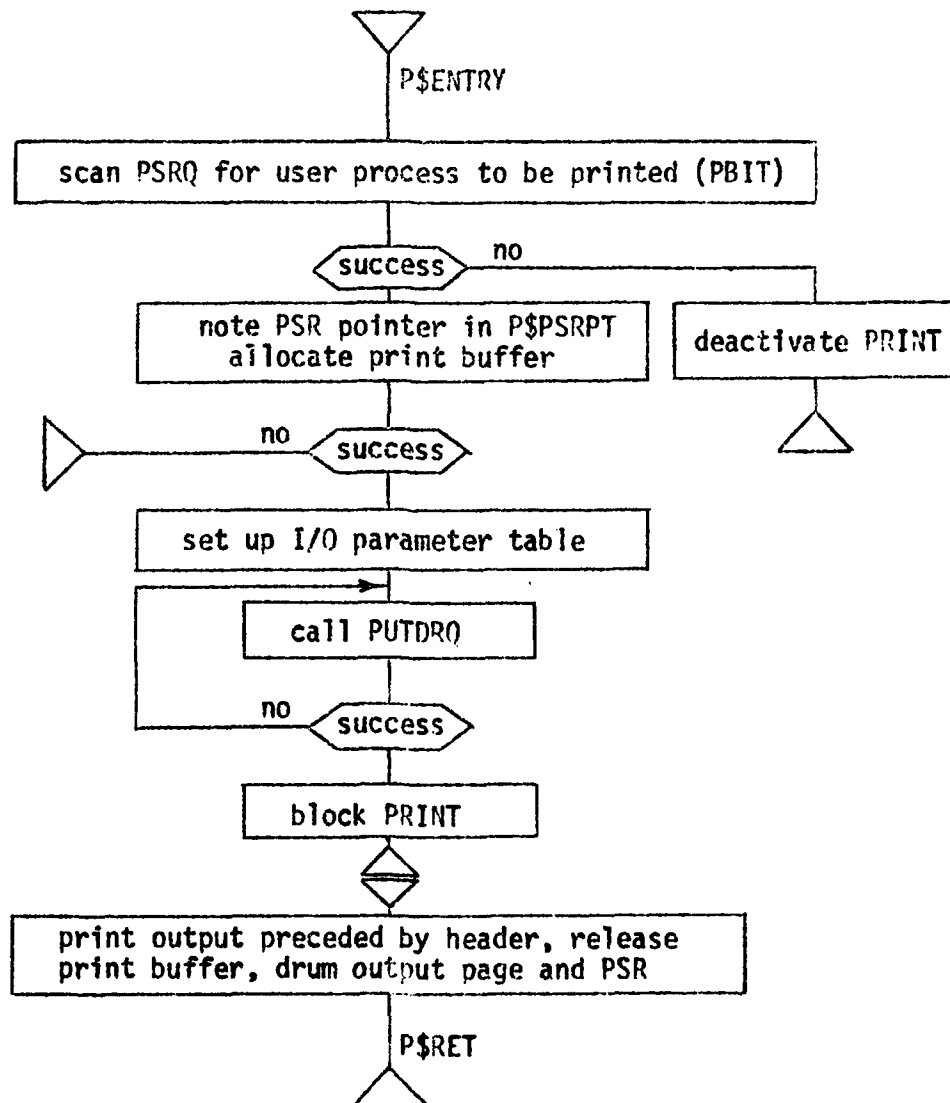 P$ENTRY
scan PSRQ for user process to be printed (PBIT)
success
no
note PSR pointer in P$PSRPT
allocate print buffer
deactivate PRINT
no
success
set up I/O parameter table
call PUTDRQ
no
success
block PRINT
print output preceded by header, release
print buffer, drum output page and PSR
P$RET